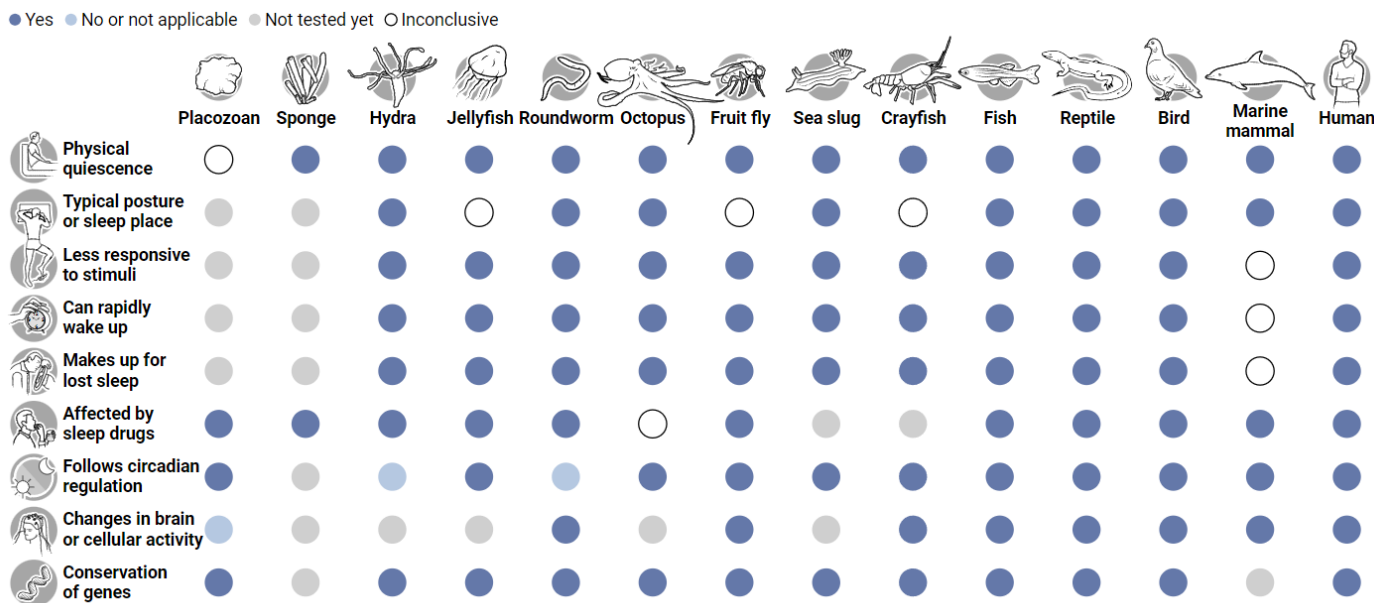 Yes No or not applicable Not tested yet Inconclusive
Placozoan Sponge Hydra Jellyfish Roundworm Octopus Fruit fly Sea slug Crayfish Fish Reptile Bird Marine mammal Human
Physical
quiescence
Typical posture
or sleep place
Less responsive
to stimuli
Can rapidly
wake up
Makes up for
lost sleep
Affected by
sleep drugs
Follows circadian
regulation
Changes in brain
or cellular activity
Conservation
of genes